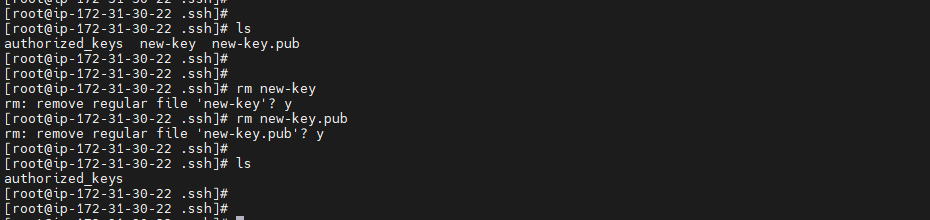 [root@ip-172-31-30-22 .ssh]#
[root@ip-172-31-30-22 .ssh]# ls
authorized_keys  new-key  new-key.pub
[root@ip-172-31-30-22 .ssh]#
[root@ip-172-31-30-22 .ssh]#
[root@ip-172-31-30-22 .ssh]# rm new-key
rm: remove regular file 'new-key'? y
[root@ip-172-31-30-22 .ssh]# rm new-key.pub
rm: remove regular file 'new-key.pub'? y
[root@ip-172-31-30-22 .ssh]#
[root@ip-172-31-30-22 .ssh]# ls
authorized_keys
[root@ip-172-31-30-22 .ssh]#
[root@ip-172-31-30-22 .ssh]#